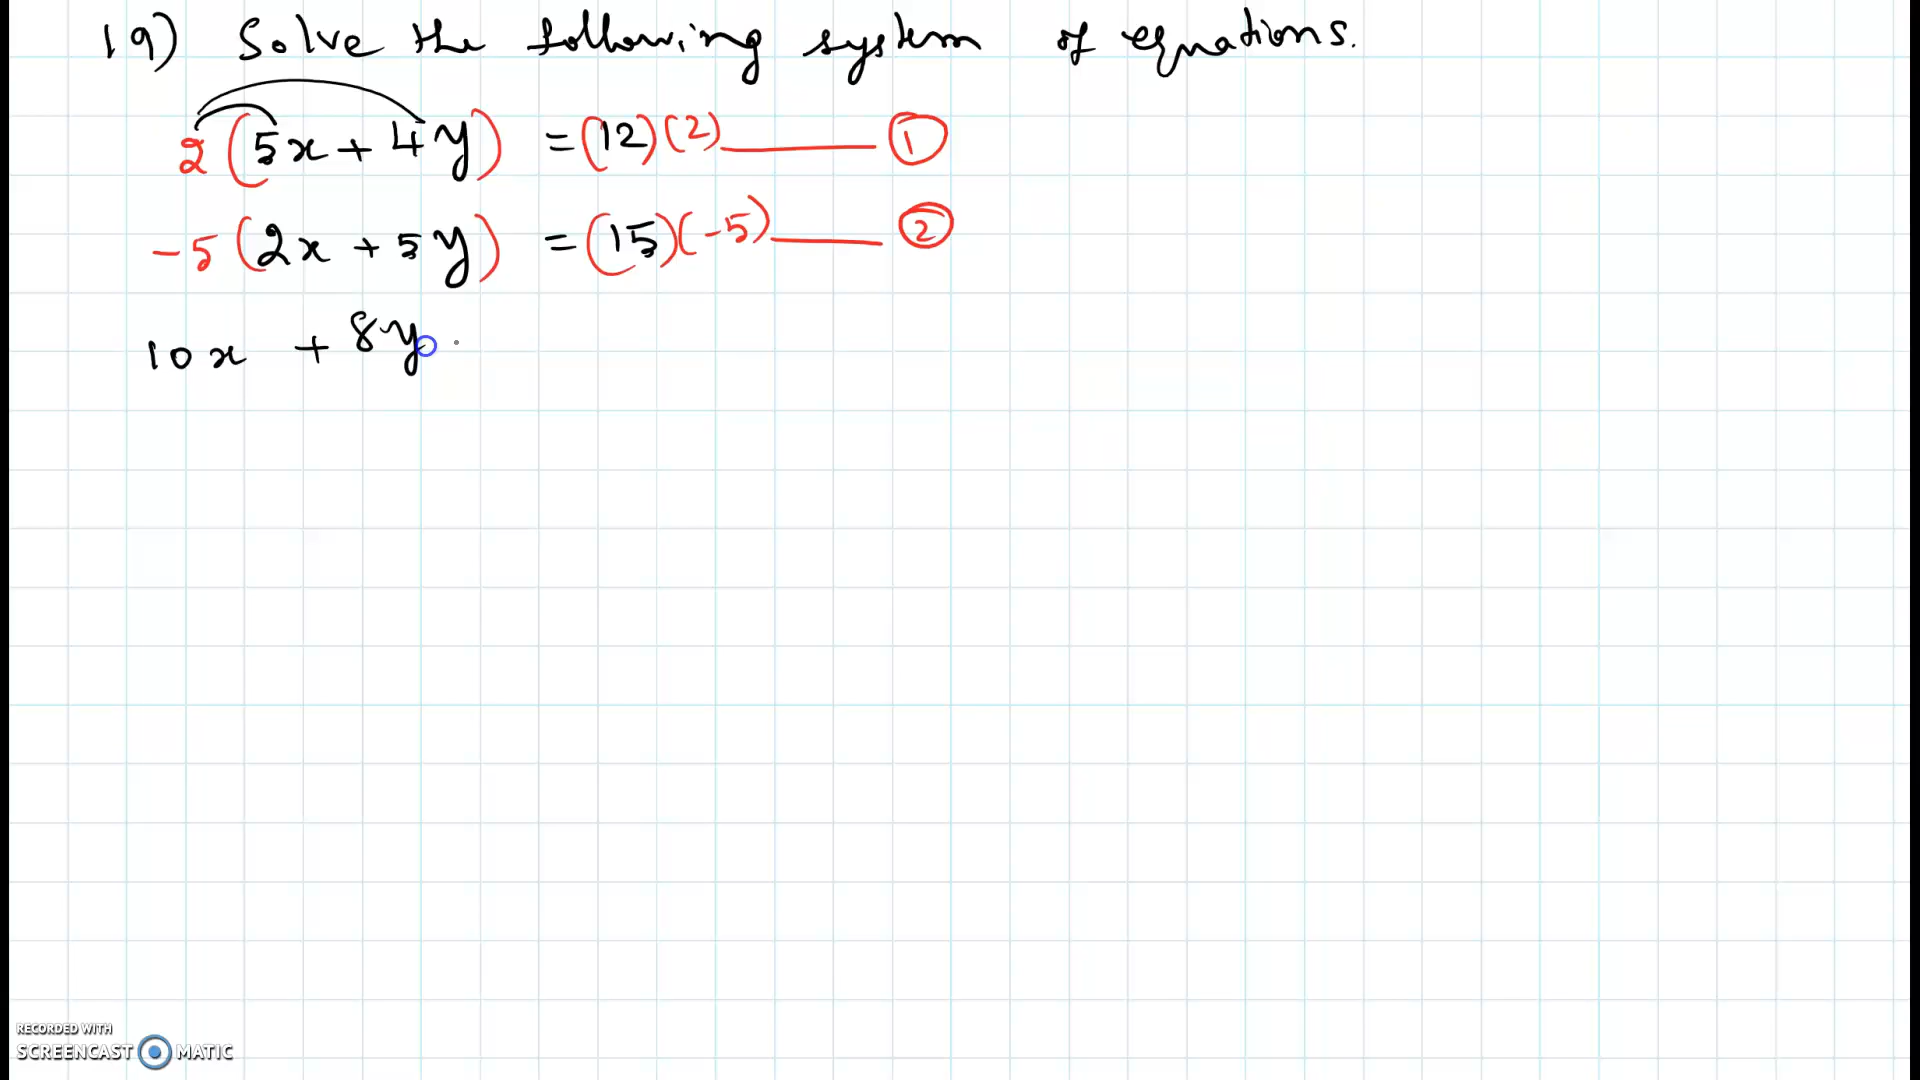 19) Solve the following system of equations.
2(5x + 4y) = (12)(2) ——— ①
-5(2x + 5y) = (15)(-5) ——— ②
10x + 8y
RECORDED WITH
SCREENCAST MATIC